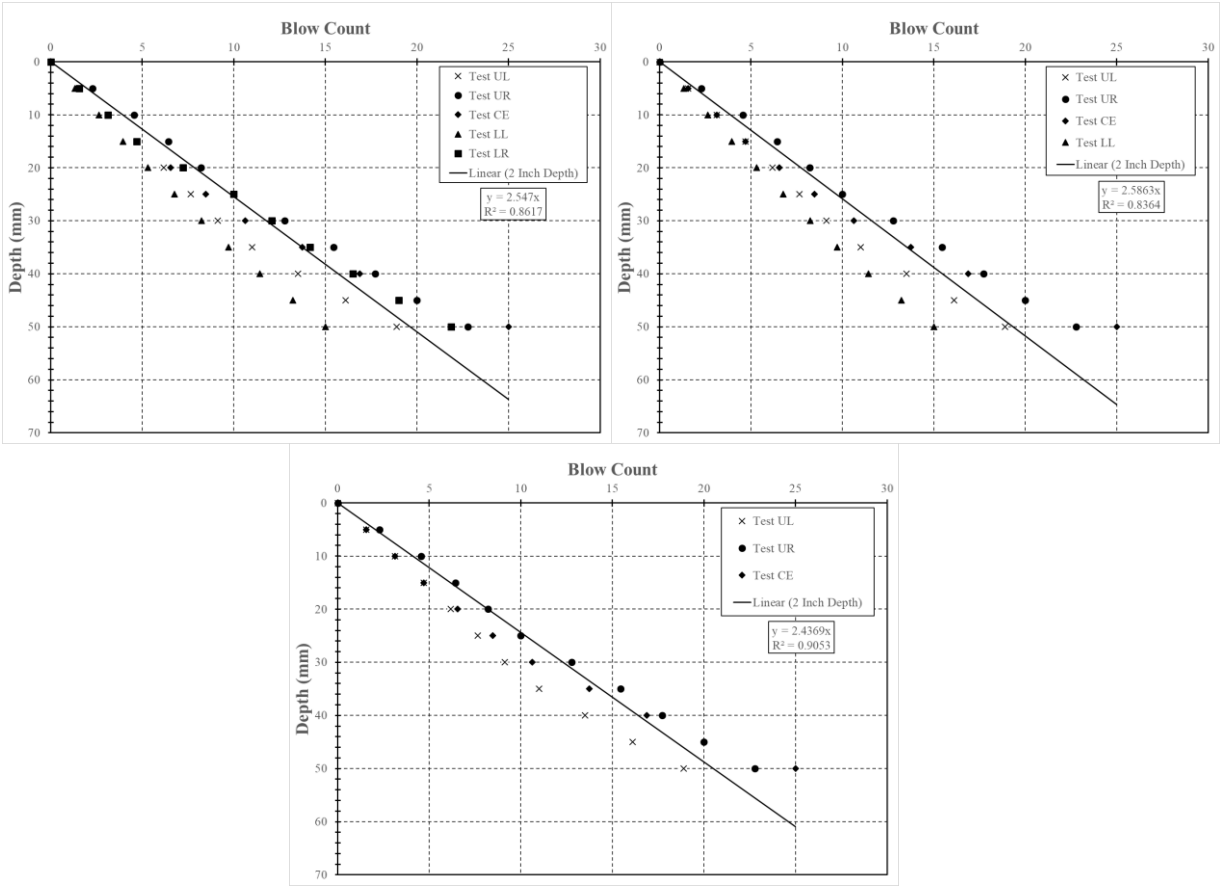 Blow Count
0 5 10 15 20 25 30
0
10
20
30
40
50
60
70
Depth (mm)
Test UL
Test UR
Test CE
Test LL
Test LR
Linear (2 Inch Depth)
y = 2.547x
R² = 0.8617
Blow Count
0 5 10 15 20 25 30
0
10
20
30
40
50
60
70
Depth (mm)
Test UL
Test UR
Test CE
Test LL
Linear (2 Inch Depth)
y = 2.5863x
R² = 0.8364
Blow Count
0 5 10 15 20 25 30
0
10
20
30
40
50
60
70
Depth (mm)
Test UL
Test UR
Test CE
Linear (2 Inch Depth)
y = 2.4369x
R² = 0.9053